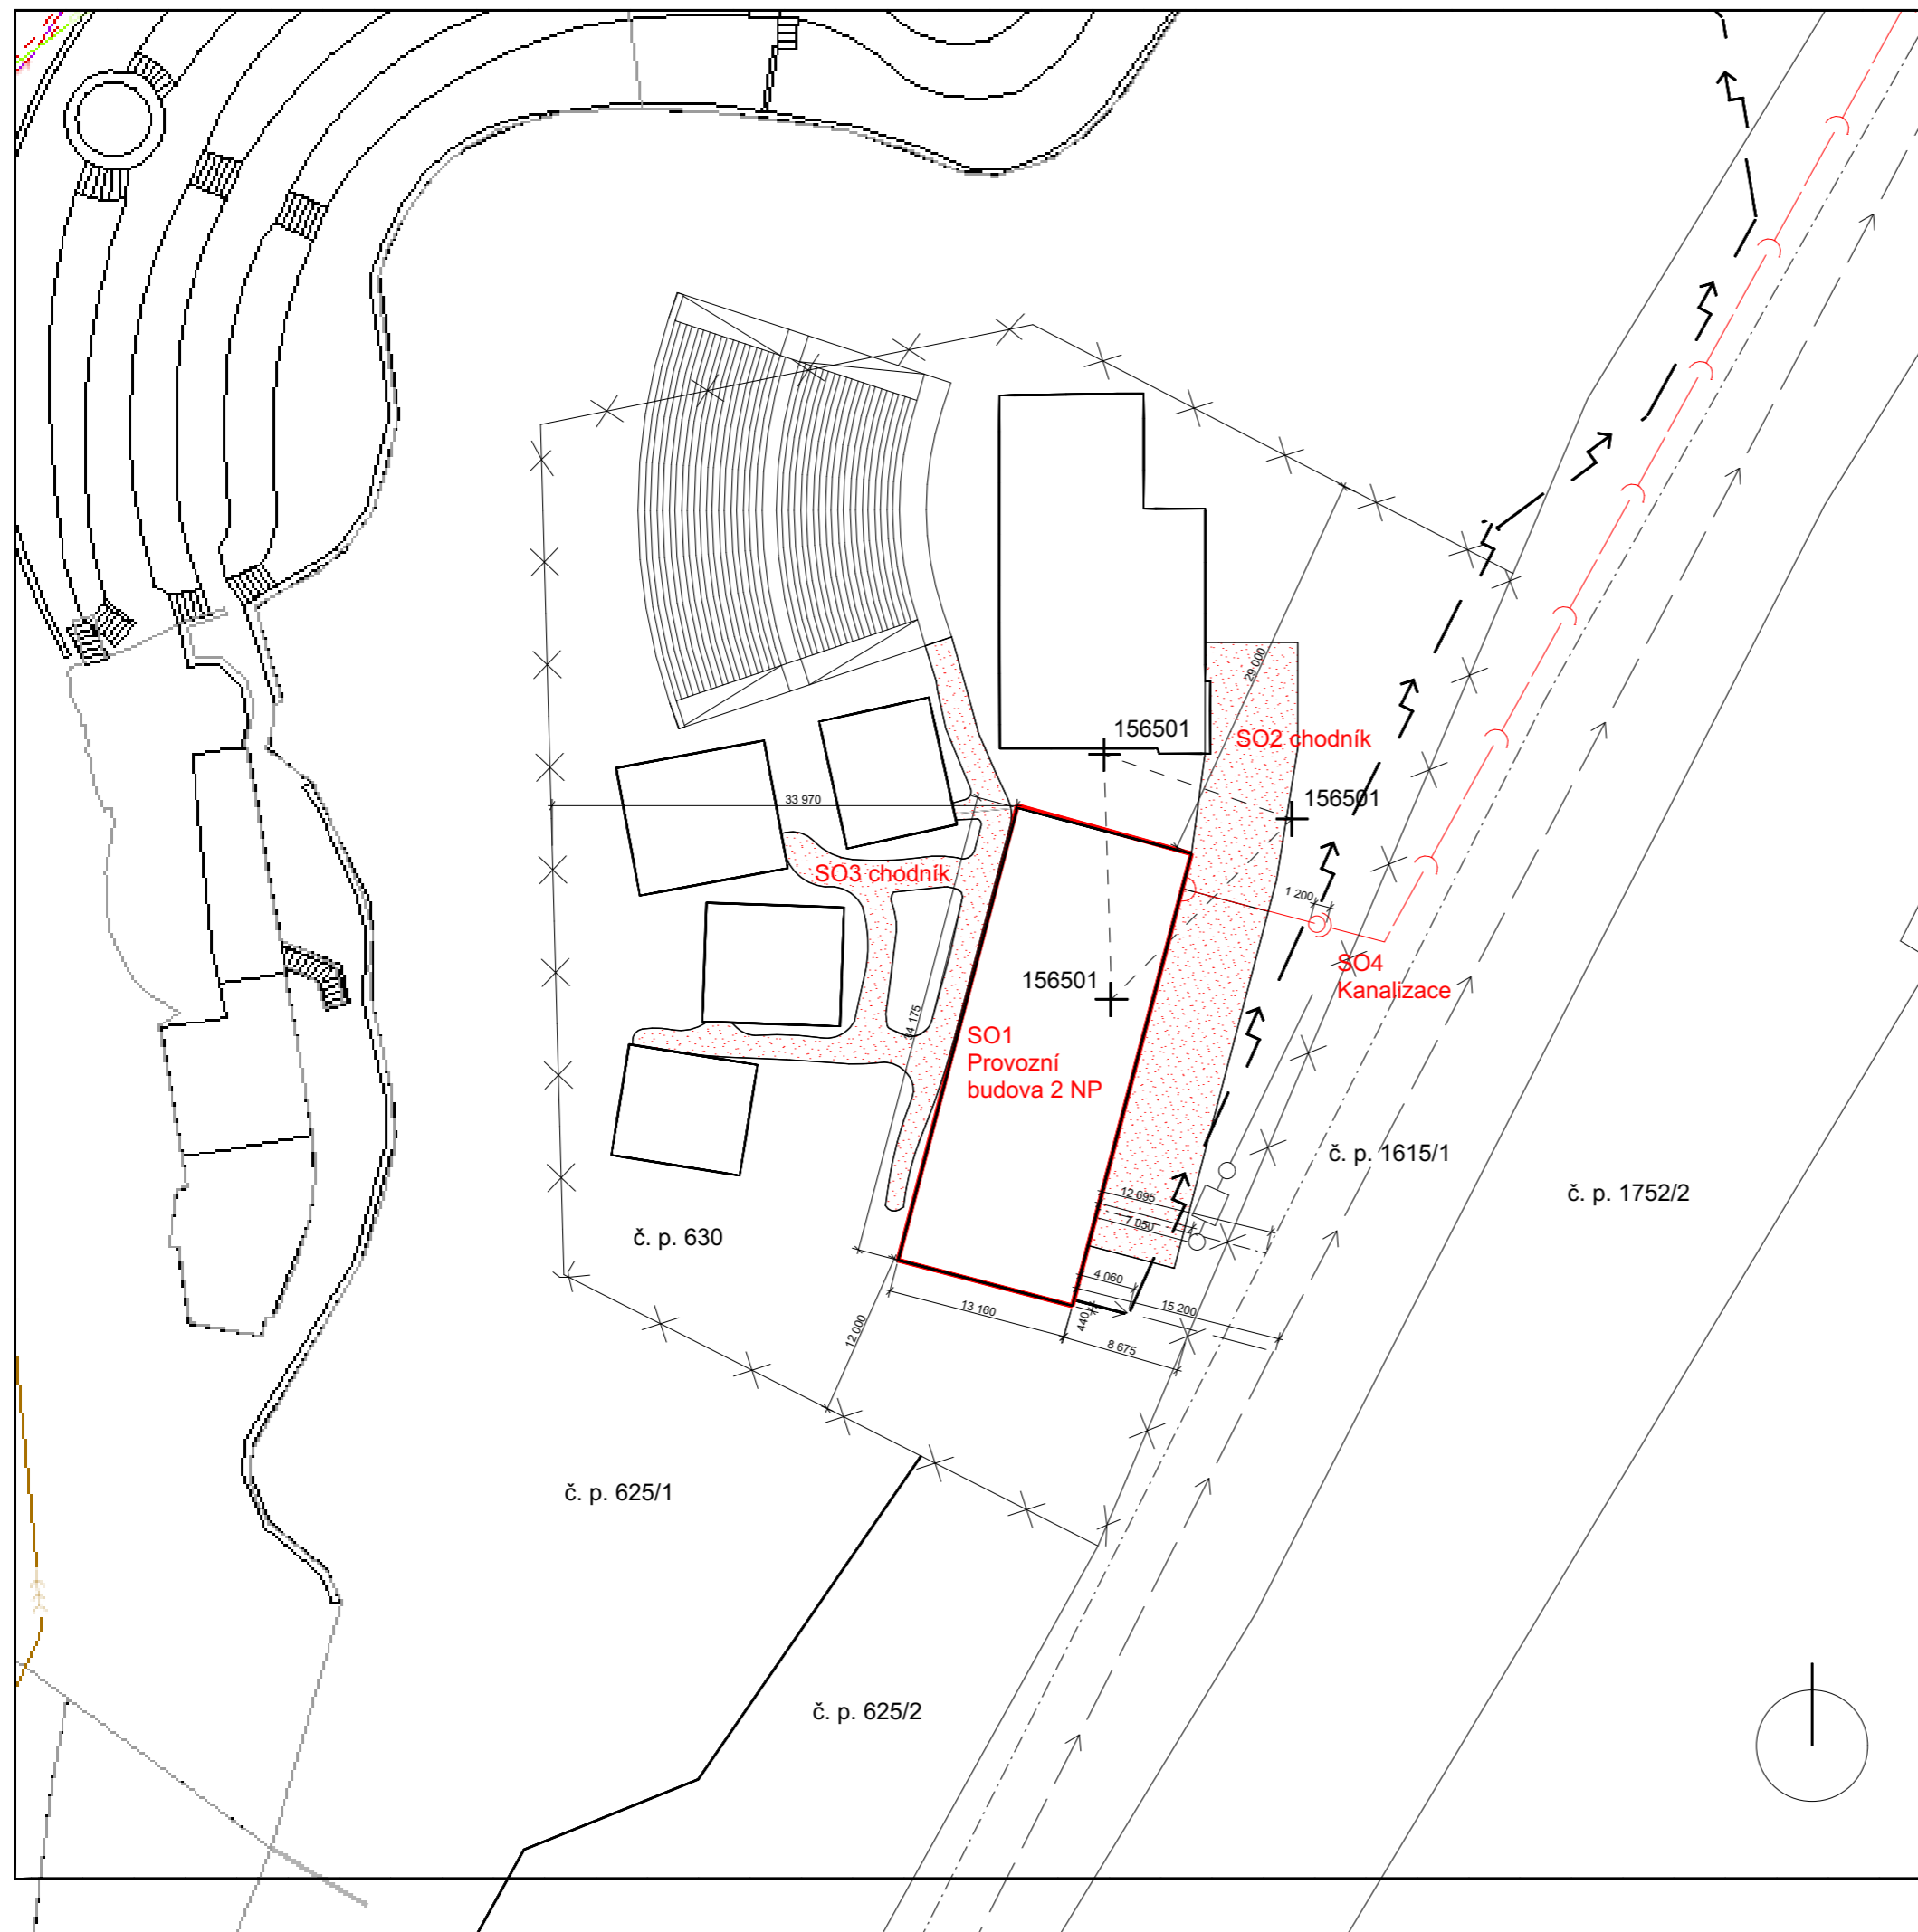 29 000
156501
SO2 chodník
33 970
156501
SO3 chodník
1 200
SO4
Kanalizace
156501
34 175
SO1
Provozní
budova 2 NP
č. p. 1615/1
12 695
č. p. 1752/2
7 050
č. p. 630
4 060
13 160
15 200
440
12 000
8 675
č. p. 625/1
č. p. 625/2